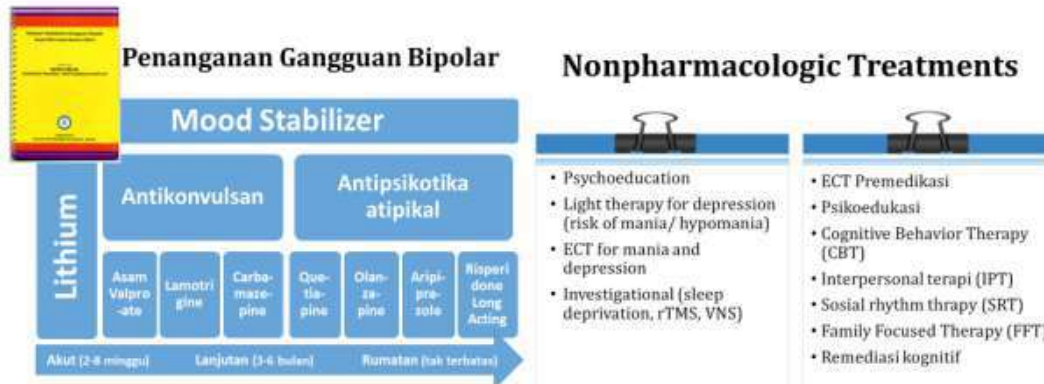 Penanganan Gangguan Bipolar
Mood Stabilizer
Lithium
Antikonvulsan
Antipsikotika
atipikal
Asam
Valpro
-ate
Lamotri
gine
Carba-
maze-
pine
Que-
tia-
pine
Olan-
za-
pine
Aripi-
pra-
zole
Risperi
done
Long
Acting
Akut (2-8 minggu)
Lanjutan (3-6 bulan)
Rumatan (tak terbatas)
Nonpharmacologic Treatments
• Psychoeducation
• Light therapy for depression
(risk of mania/ hypomania)
• ECT for mania and
depression
• Investigational (sleep
deprivation, rTMS, VNS)
• ECT Premedikasi
• Psikoedukasi
• Cognitive Behavior Therapy
(CBT)
• Interpersonal terapi (IPT)
• Sosial rhythm thrapy (SRT)
• Family Focused Therapy (FFT)
• Remediasi kognitif